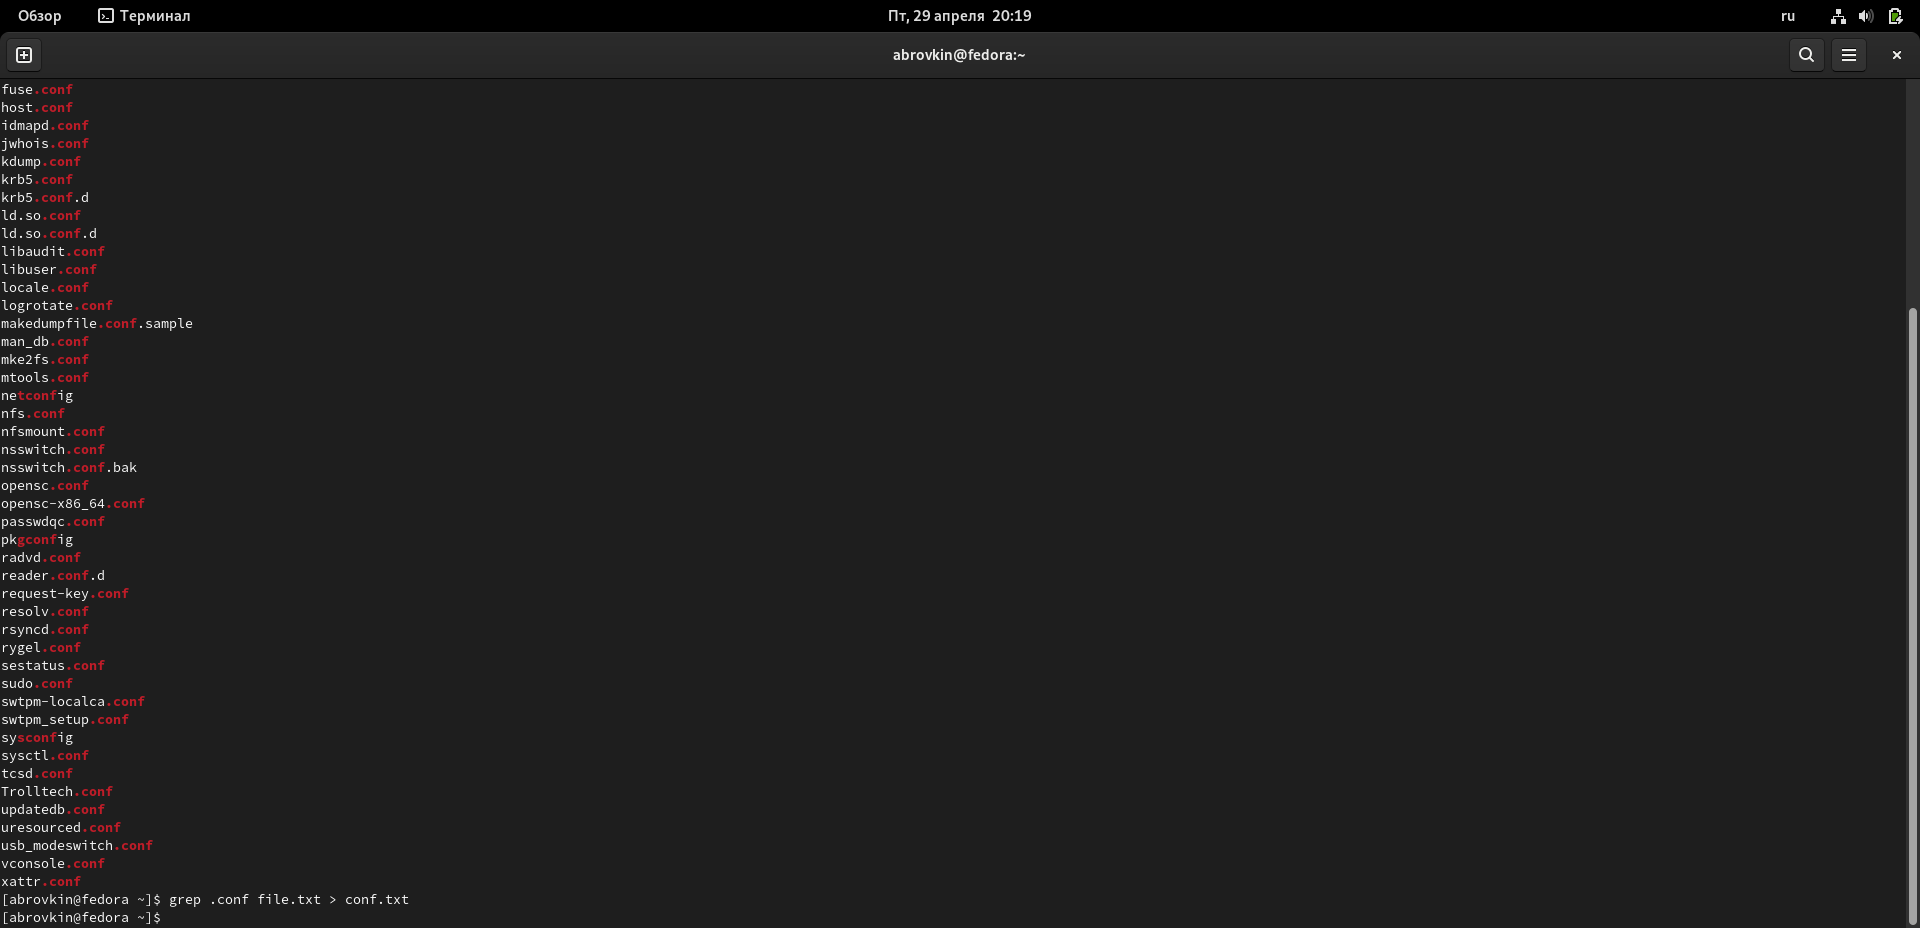 Обзор Терминал Пт, 29 апреля 20:19 ru
abrovkin@fedora:~
fuse.conf
host.conf
idmapd.conf
jwhois.conf
kdump.conf
krb5.conf
krb5.conf.d
ld.so.conf
ld.so.conf.d
libaudit.conf
libuser.conf
locale.conf
logrotate.conf
makedumpfile.conf.sample
man_db.conf
mke2fs.conf
mtools.conf
netconfig
nfs.conf
nfsmount.conf
nsswitch.conf
nsswitch.conf.bak
opensc.conf
opensc-x86_64.conf
passwdqc.conf
pkgconfig
radvd.conf
reader.conf.d
request-key.conf
resolv.conf
rsyncd.conf
rygel.conf
sestatus.conf
sudo.conf
swtpm-localca.conf
swtpm_setup.conf
sysconfig
sysctl.conf
tcsd.conf
Trolltech.conf
updatedb.conf
uresourced.conf
usb_modeswitch.conf
vconsole.conf
xattr.conf
[abrovkin@fedora ~]$ grep .conf file.txt > conf.txt
[abrovkin@fedora ~]$